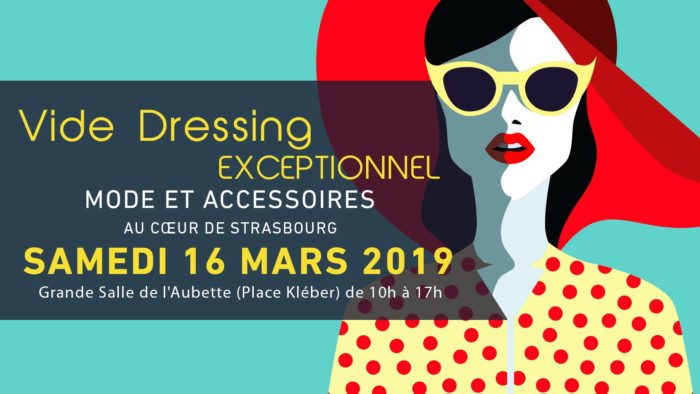 Vide Dressing
EXCEPTIONNEL
MODE ET ACCESSOIRES
AU CŒUR DE STRASBOURG
SAMEDI 16 MARS 2019
Grande Salle de l'Aubette (Place Kléber) de 10h à 17h